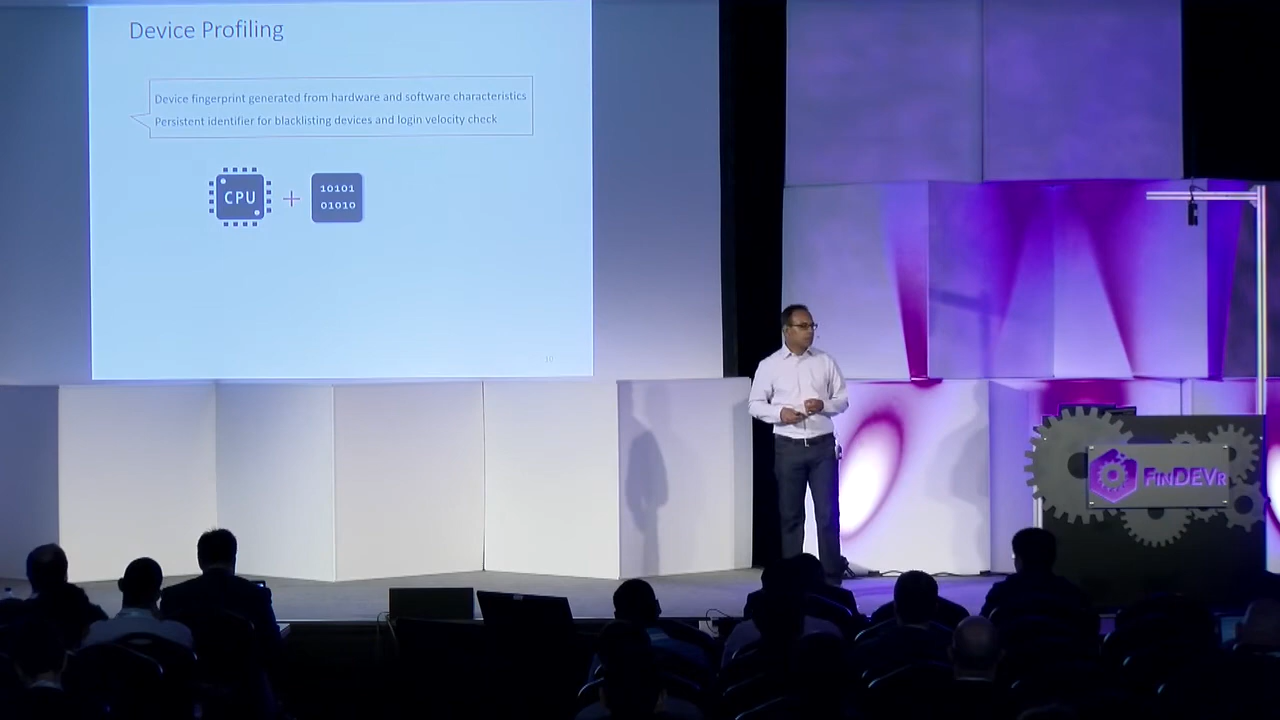 Device Profiling
Device fingerprint generated from hardware and software characteristics
Persistent identifier for blacklisting devices and login velocity check
CPU
10101
01010
10
FINDEVR